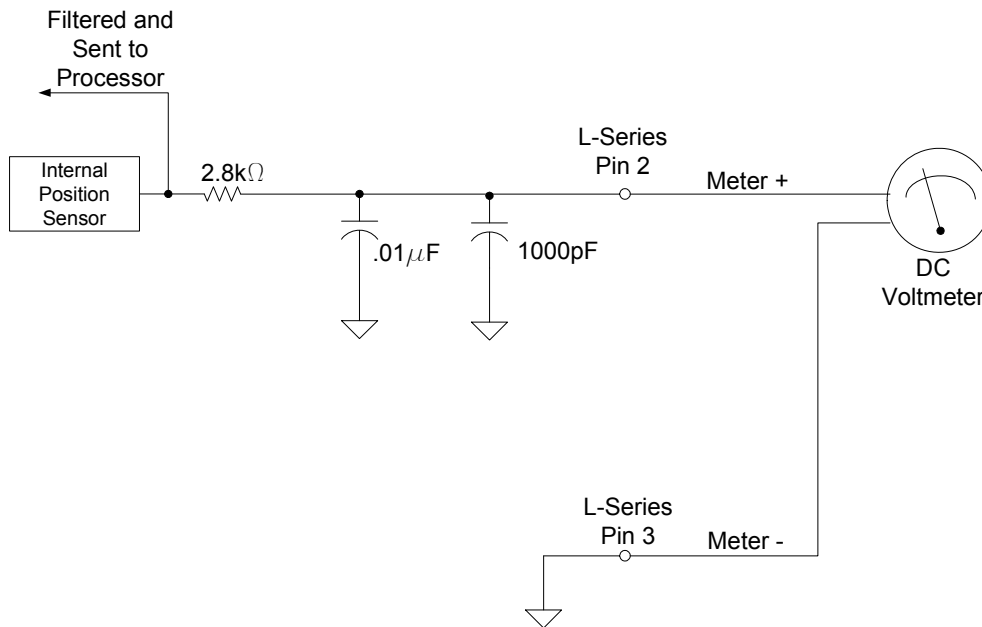 Filtered and
Sent to
Processor
Internal
Position
Sensor
2.8kΩ
.01μF
1000pF
L-Series
Pin 2
Meter +
DC
Voltmeter
L-Series
Pin 3
Meter -